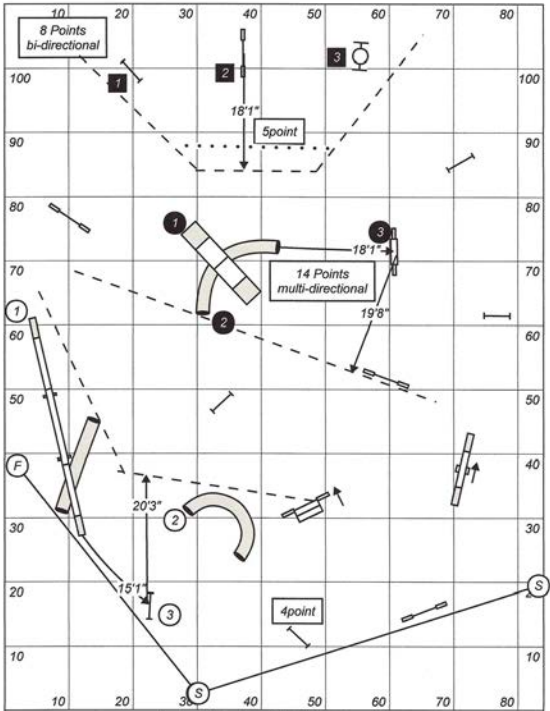 10 20 30 40 50 60 70 80
8 Points
bi-directional
3
1
2
100 100
18'1"
5point
90 90
80 80
1
3
18'1"
70 70
14 Points
multi-directional
19'8"
1
2
60 60
50 50
40 40
F
20'3"
2
30 30
15'1"
20
S
3
4point
10 10
S
10 20 30 40 50 60 70 80